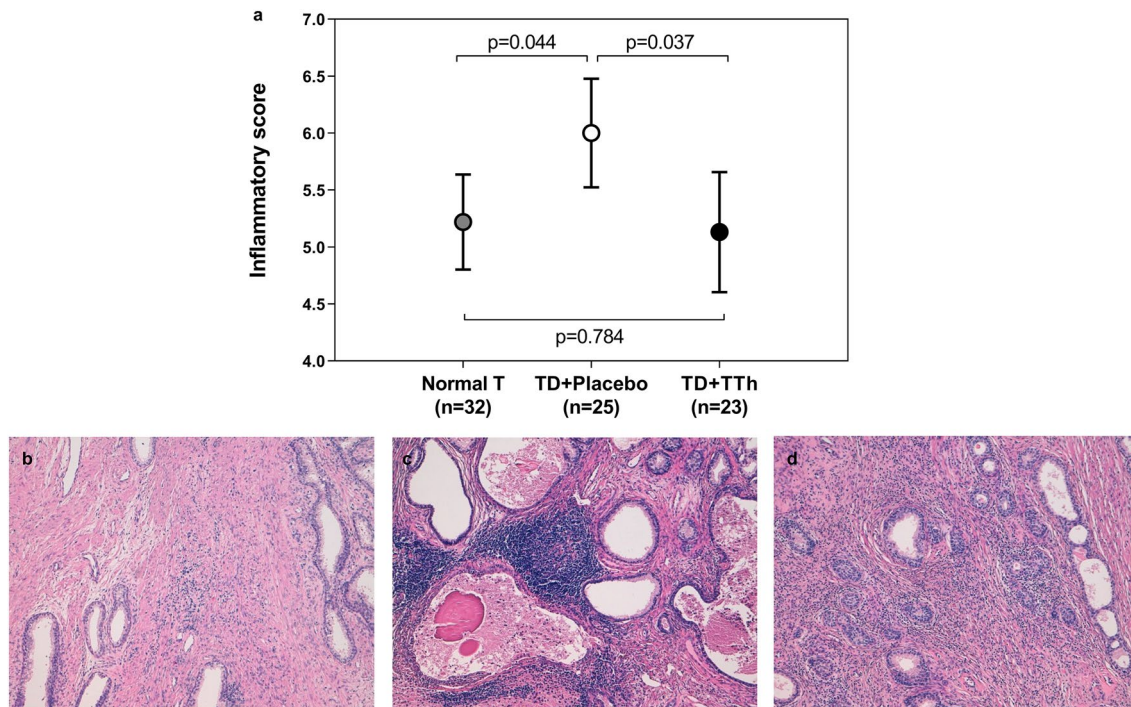 a
7.0
6.5
6.0
5.5
5.0
4.5
4.0
Inflammatory score
p=0.044
p=0.037
p=0.784
Normal T
(n=32)
TD+Placebo
(n=25)
TD+TTh
(n=23)
b
c
d